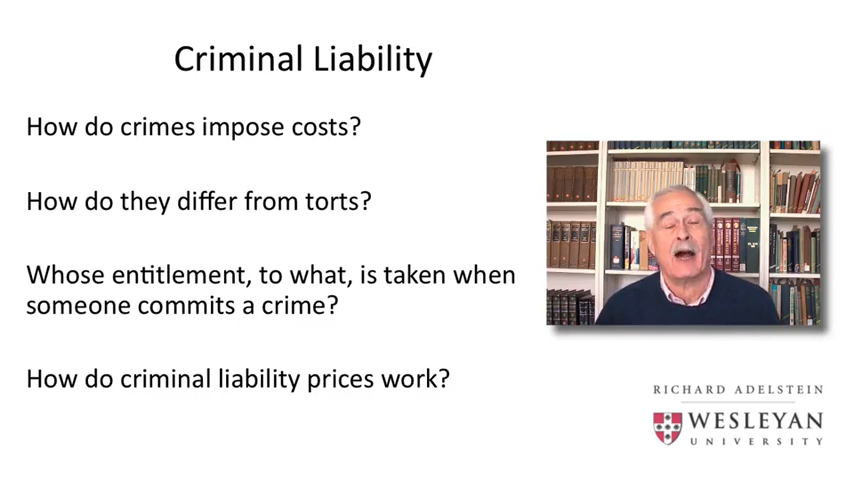 Criminal Liability
How do crimes impose costs?
How do they differ from torts?
Whose entitlement, to what, is taken when
someone commits a crime?
How do criminal liability prices work?
RICHARD ADELSTEIN
WESLEYAN
UNIVERSITY